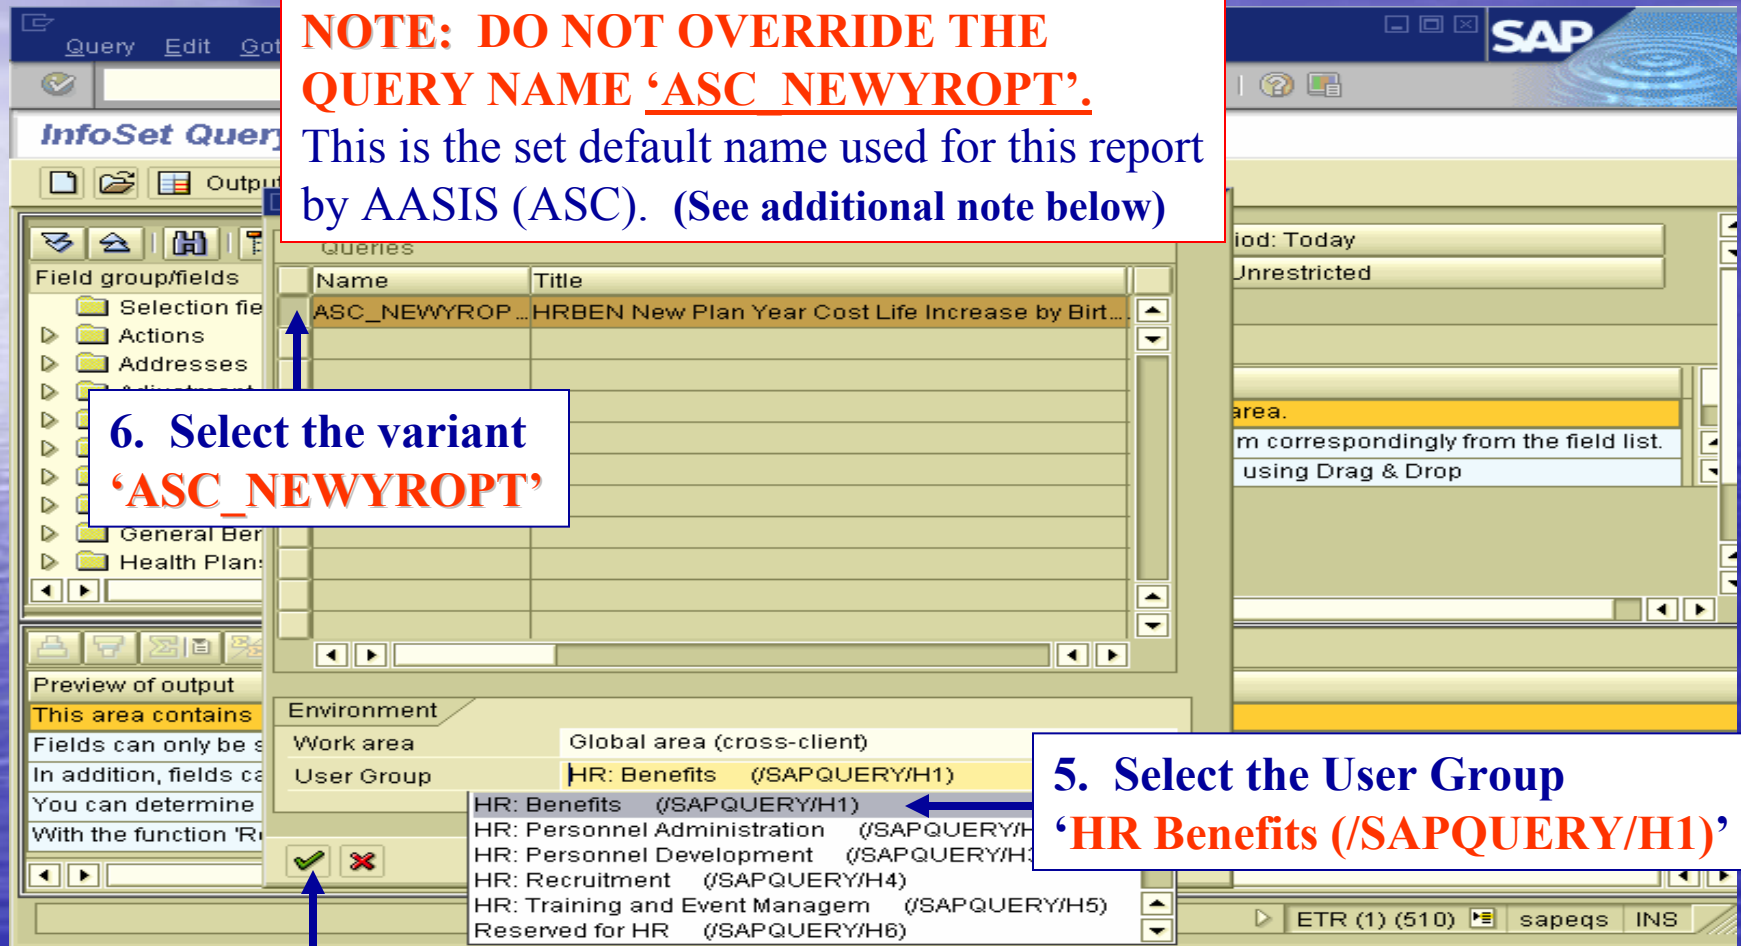 NOTE: DO NOT OVERRIDE THE
QUERY NAME ‘ASC_NEWYROPT’.
This is the set default name used for this report
by AASIS (ASC). (See additional note below)
Query Edit
SAP
InfoSet Query
Queries
Name Title
ASC_NEWYROP... HRBEN New Plan Year Cost Life Increase by Birt...
Field group/fields
Selection fie
Actions
Addresses
General Ber
Health Plan
Today
Unrestricted
area.
m correspondingly from the field list.
using Drag & Drop
6. Select the variant
‘ASC_NEWYROPT’
Preview of output
This area contains
Fields can only be s
In addition, fields ca
You can determine
With the function 'R
Environment
Work area Global area (cross-client)
User Group HR: Benefits (/SAPQUERY/H1)
HR: Benefits (/SAPQUERY/H1)
HR: Personnel Administration (/SAPQUERY/H
HR: Personnel Development (/SAPQUERY/H3
HR: Recruitment (/SAPQUERY/H4)
HR: Training and Event Managem (/SAPQUERY/H5)
Reserved for HR (/SAPQUERY/H6)
5. Select the User Group
‘HR Benefits (/SAPQUERY/H1)’
ETR (1) (510) sapeqs INS